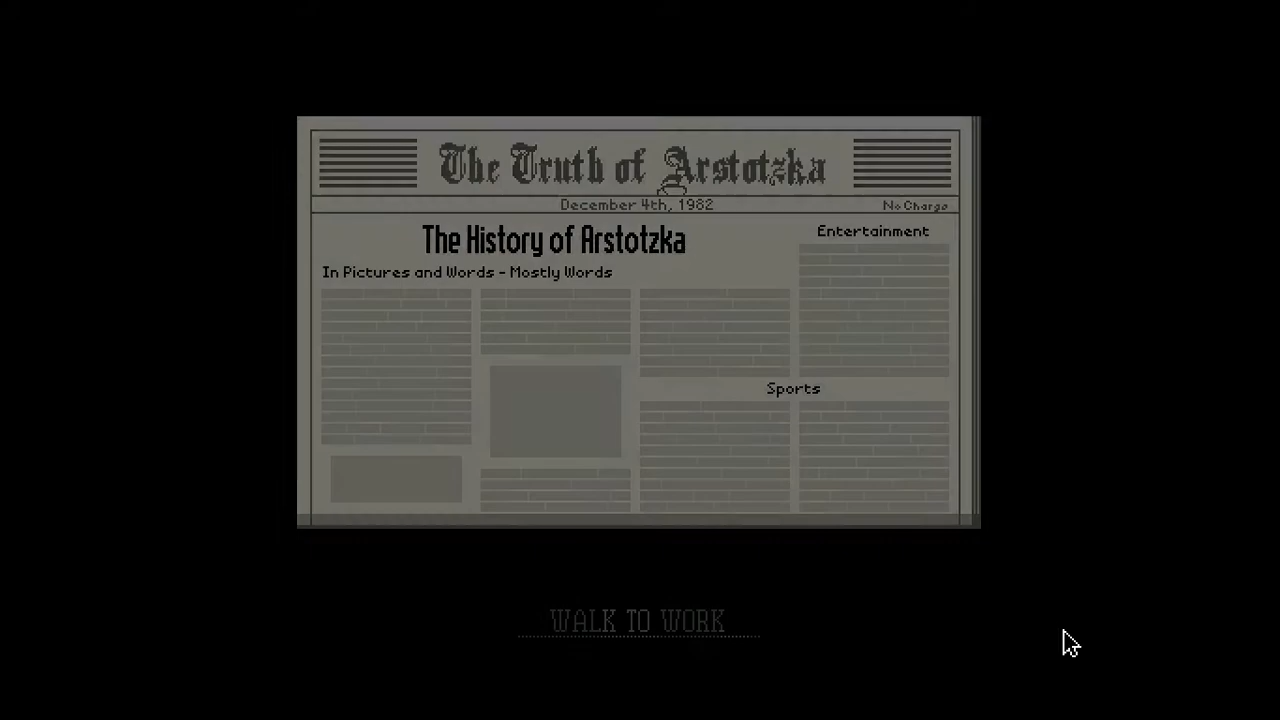 The Truth of Arstotzka
December 4th, 1982
No Charge
The History of Arstotzka
In Pictures and Words - Mostly Words
Entertainment
Sports
WALK TO WORK